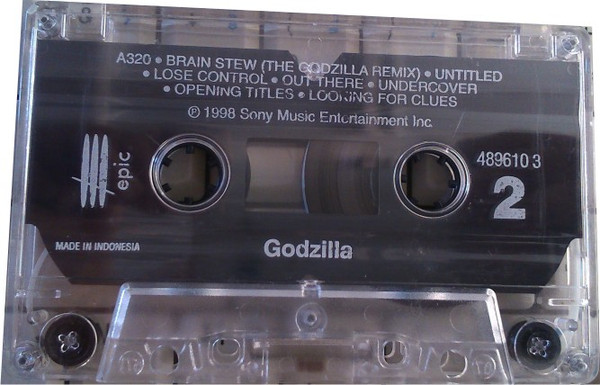 A320 • BRAIN STEW (THE GODZILLA REMIX) • UNTITLED
• LOSE CONTROL • OUT THERE • UNDERCOVER
• OPENING TITLES • LOOKING FOR CLUES
℗ 1998 Sony Music Entertainment Inc
epic
489610 3
2
MADE IN INDONESIA
Godzilla